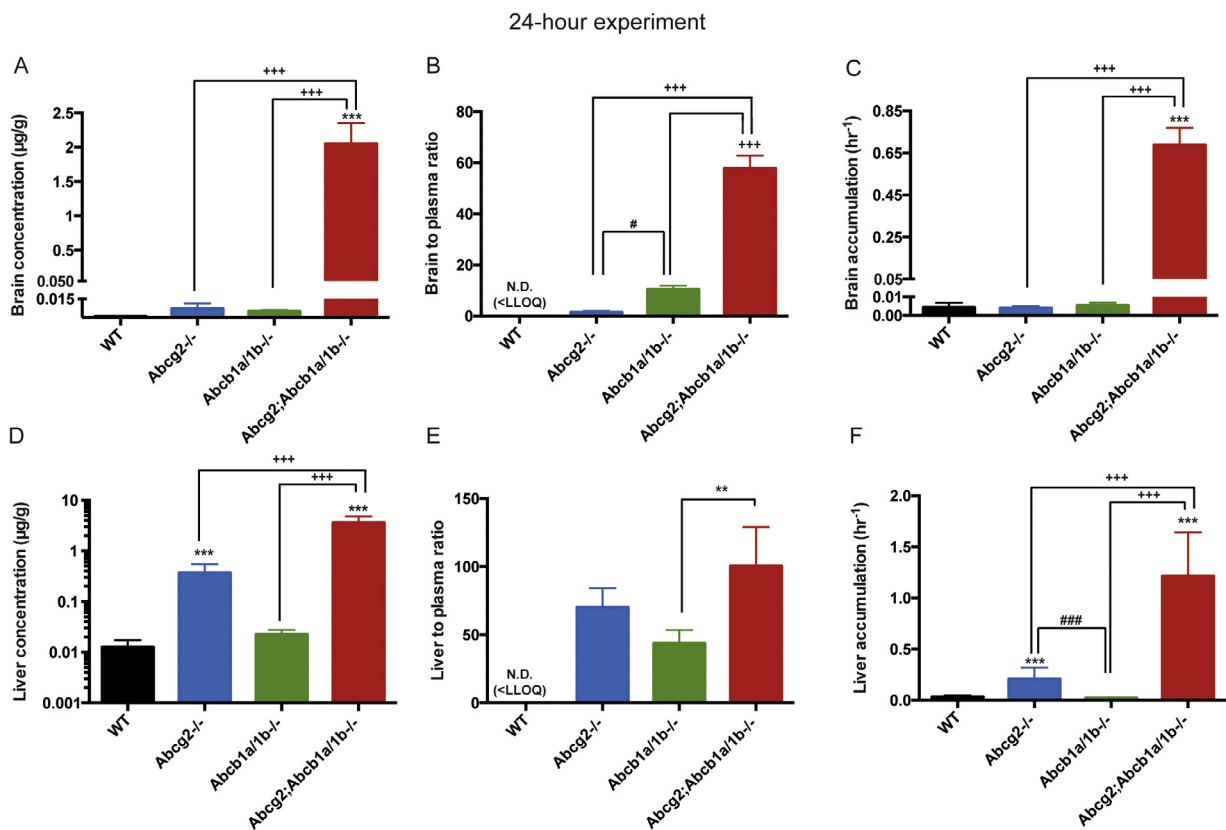 24-hour experiment
A
Brain concentration (µg/g)
2.5
2
1.5
1
0.5
0.050
0.015
+++
+++
***
WT
Abcg2-/-
Abcb1a/1b-/-
Abcg2;Abcb1a/1b-/-
B
Brain to plasma ratio
80
60
40
20
0
+++
+++
#
N.D.
(<LLOQ)
WT
Abcg2-/-
Abcb1a/1b-/-
Abcg2;Abcb1a/1b-/-
C
Brain accumulation (hr-1)
0.85
0.65
0.45
0.25
0.05
0.01
0.00
+++
+++
***
WT
Abcg2-/-
Abcb1a/1b-/-
Abcg2;Abcb1a/1b-/-
D
Liver concentration (µg/g)
10
1
0.1
0.01
0.001
+++
+++
***
***
WT
Abcg2-/-
Abcb1a/1b-/-
Abcg2;Abcb1a/1b-/-
E
Liver to plasma ratio
150
100
50
0
**
N.D.
(<LLOQ)
WT
Abcg2-/-
Abcb1a/1b-/-
Abcg2;Abcb1a/1b-/-
F
Liver accumulation (hr-1)
2.0
1.5
1.0
0.5
0.0
+++
+++
***
###
***
WT
Abcg2-/-
Abcb1a/1b-/-
Abcg2;Abcb1a/1b-/-